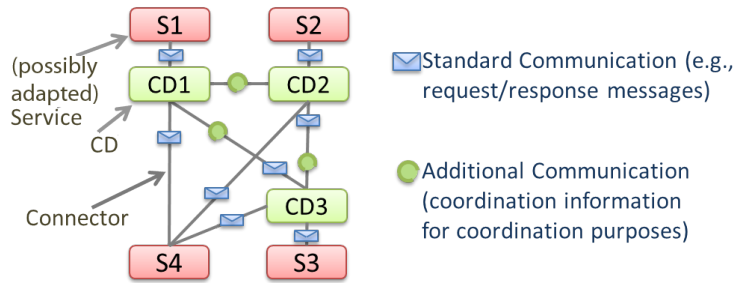 S1
S2
(possibly
adapted)
Service
CD1
CD2
CD
Connector
CD3
S4
S3
Standard Communication (e.g.,
request/response messages)
Additional Communication
(coordination information
for coordination purposes)